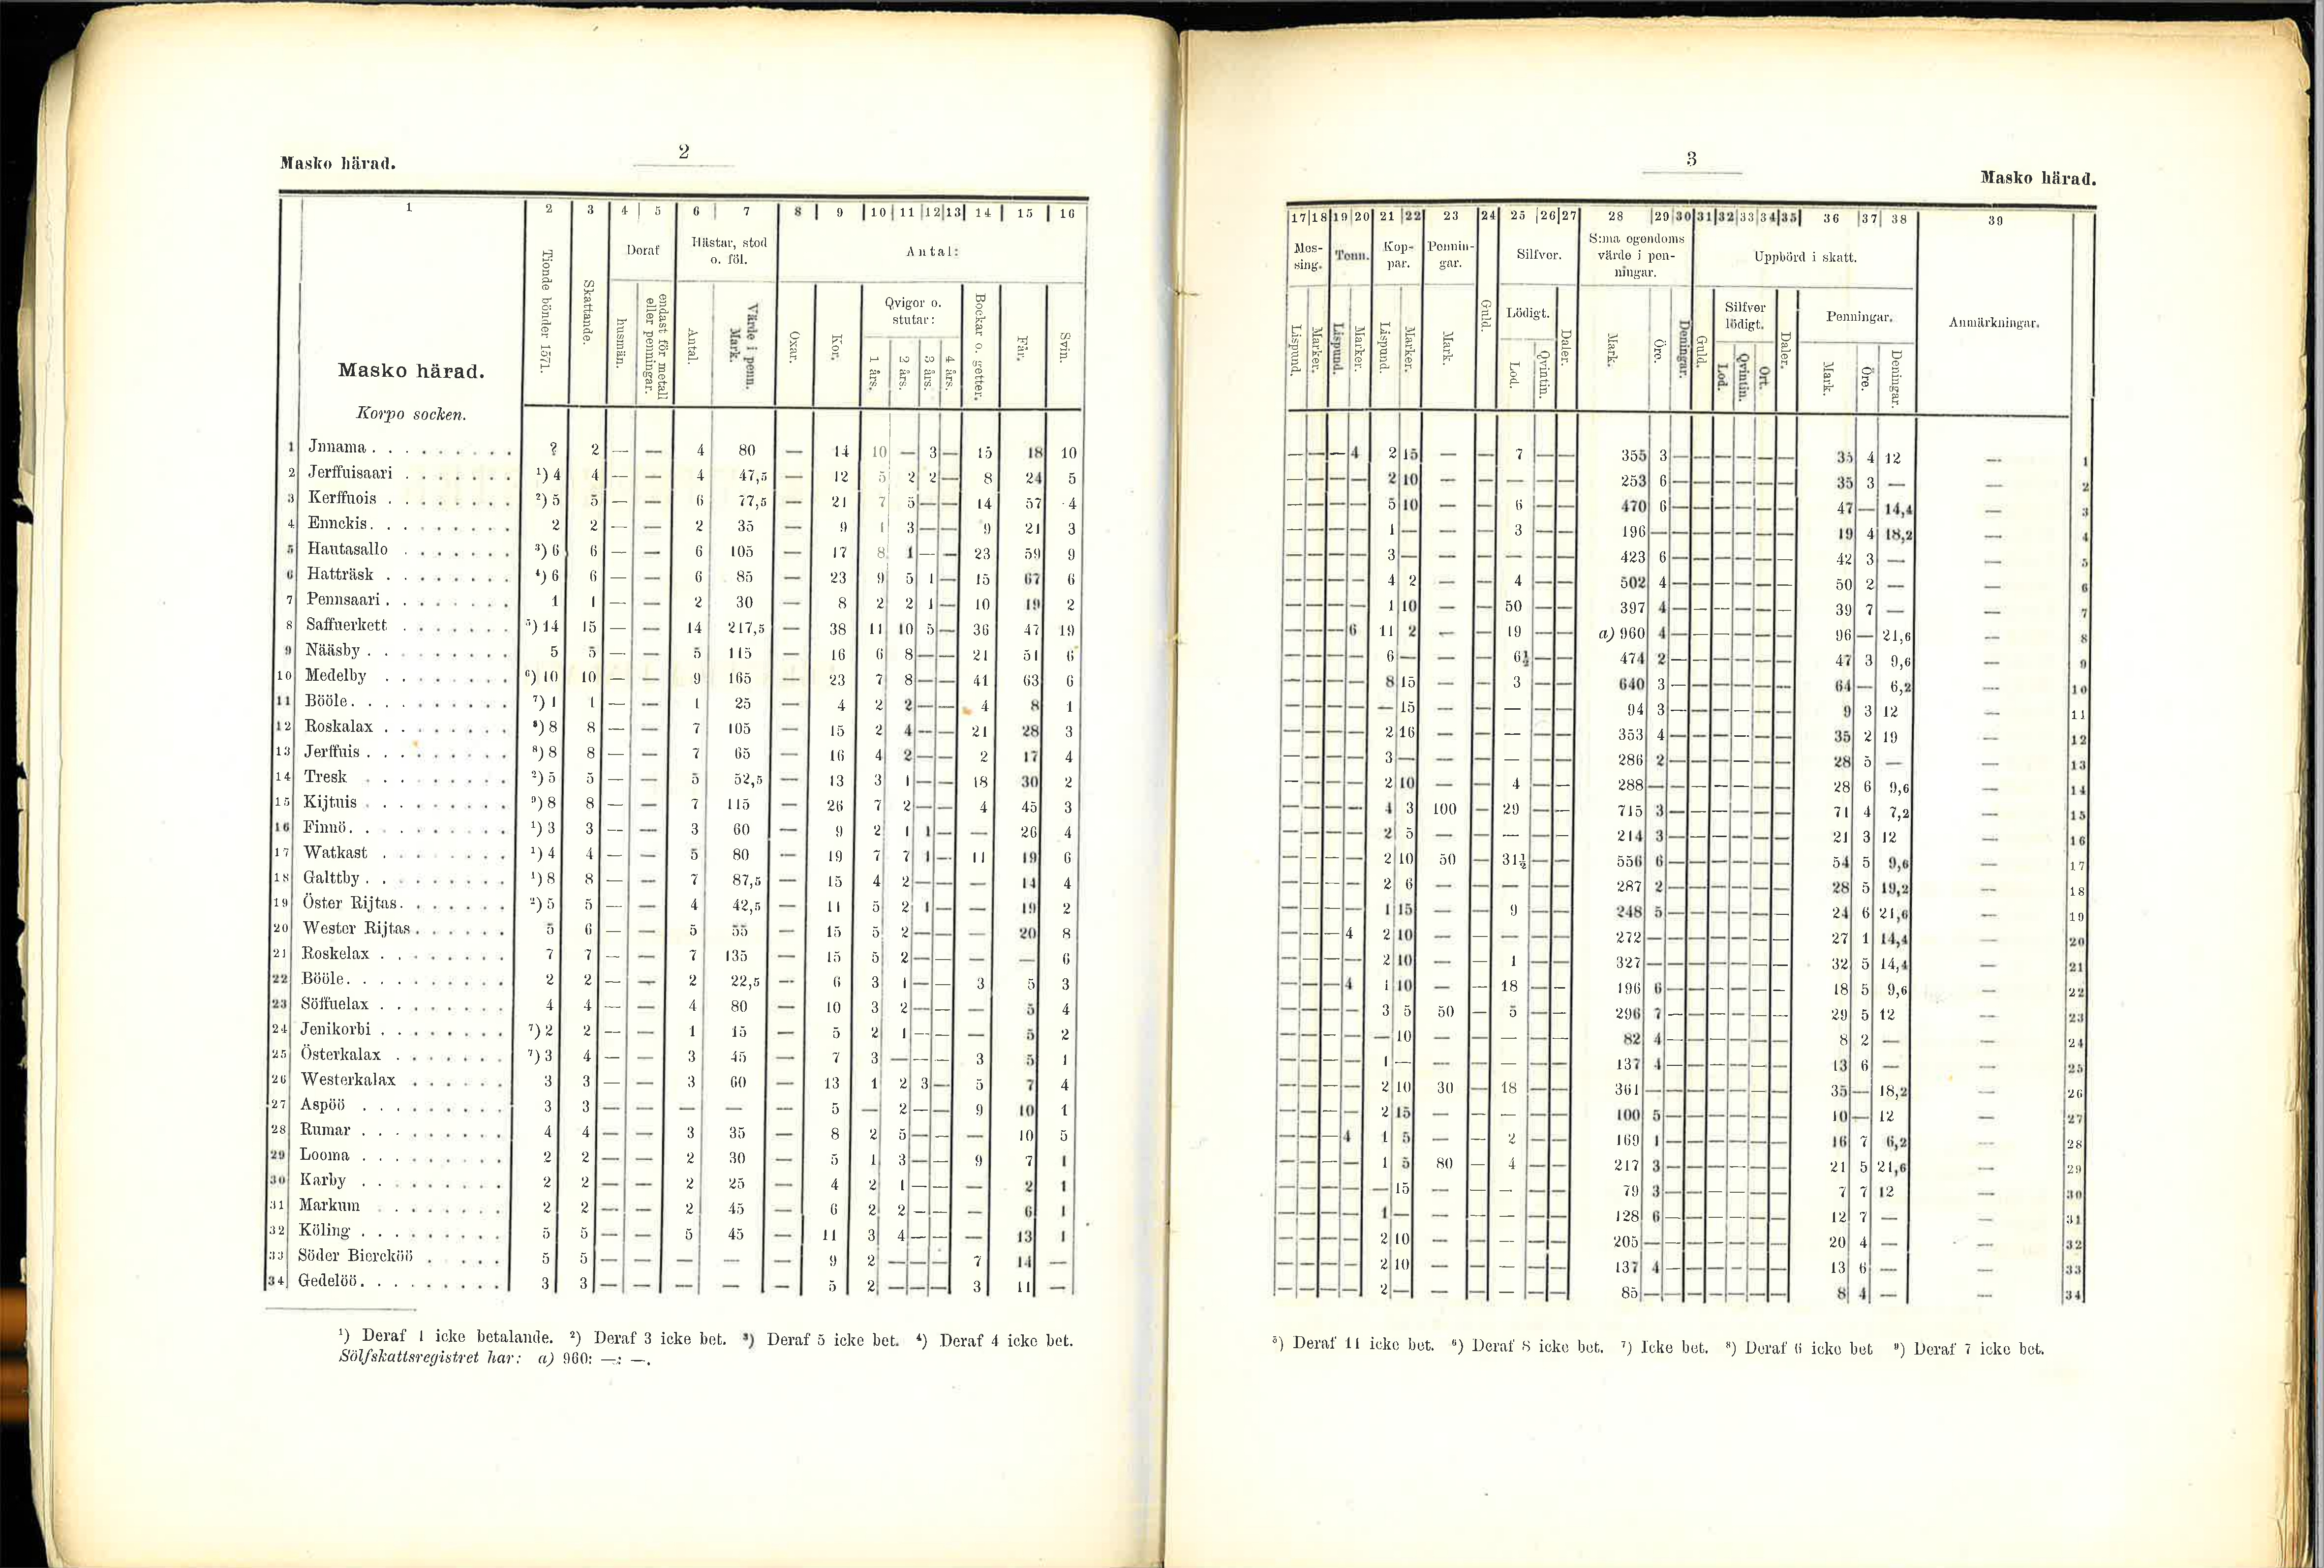 Masko härad.
2
1 2 3 4 5 6 7 8 9 10 11 12 13 14 15 16
Masko härad.
Korpo socken.
Tionde bönder 1571.
Skattande.
Deraf
husmän.
endast för metall eller penningar.
Hästar, stod o. föl.
Antal.
Värde i penn. Mark.
Antal:
Oxar.
Kor.
Qvigor o. stutar:
1 års.
2 års.
3 års.
4 års.
Bockar o. getter.
Får.
Svin.
1 Jnnama ? 2 — — 4 80 — 14 10 — 3 — 15 18 10
2 Jerffuisaari ¹) 4 4 — — 4 47,5 — 12 5 2 2 — 8 24 5
3 Kerffuois ²) 5 5 — — 6 77,5 — 21 7 5 — — 14 57 4
4 Ennckis 2 2 — — 2 35 — 9 1 3 — — 9 21 3
5 Hautasallo ³) 6 6 — — 6 105 — 17 8 1 — — 23 59 9
6 Hatträsk ⁴) 6 6 — — 6 85 — 23 9 5 1 — 15 67 6
7 Pennsaari 1 1 — — 2 30 — 8 2 2 1 — 10 19 2
8 Saffuerkett ⁵) 14 15 — — 14 217,5 — 38 11 10 5 — 36 47 19
9 Nääsby 5 5 — — 5 115 — 16 6 8 — — 21 51 6
10 Medelby ⁶) 10 10 — — 9 165 — 23 7 8 — — 41 63 6
11 Bööle ⁷) 1 1 — — 1 25 — 4 2 2 — — 4 8 1
12 Roskalax ⁸) 8 8 — — 7 105 — 15 2 4 — — 21 28 3
13 Jerffuis ⁸) 8 8 — — 7 65 — 16 4 2 — — 2 17 4
14 Tresk ²) 5 5 — — 5 52,5 — 13 3 1 — — 18 30 2
15 Kijtuis ⁹) 8 8 — — 7 115 — 26 7 2 — — 4 45 3
16 Finnö ¹) 3 3 — — 3 60 — 9 2 1 1 — — 26 4
17 Watkast ¹) 4 4 — — 5 80 — 19 7 7 1 — 11 19 6
18 Galttby ¹) 8 8 — — 7 87,5 — 15 4 2 — — — 14 4
19 Öster Rijtas ²) 5 5 — — 4 42,5 — 11 5 2 1 — — 19 2
20 Wester Rijtas 5 6 — — 5 55 — 15 5 2 — — — 20 8
21 Roskelax 7 7 — — 7 135 — 15 5 2 — — — — 6
22 Bööle 2 2 — — 2 22,5 — 6 3 1 — — 3 5 3
23 Söffuelax 4 4 — — 4 80 — 10 3 2 — — — 5 4
24 Jenikorbi ⁷) 2 2 — — 1 15 — 5 2 1 — — — 5 2
25 Österkalax ⁷) 3 4 — — 3 45 — 7 3 — — — 3 5 1
26 Westerkalax 3 3 — — 3 60 — 13 1 2 3 — 5 7 4
27 Aspöö 3 3 — — — — — 5 — 2 — — 9 10 1
28 Rumar 4 4 — — 3 35 — 8 2 5 — — — 10 5
29 Looma 2 2 — — 2 30 — 5 1 3 — — 9 7 1
30 Karby 2 2 — — 2 25 — 4 2 1 — — — 2 1
31 Markum 2 2 — — 2 45 — 6 2 2 — — — 6 1
32 Köling 5 5 — — 5 45 — 11 3 4 — — — 13 1
33 Söder Bierckön 5 5 — — — — — 9 2 — — — 7 14 —
34 Gedelöö 3 3 — — — — — 5 2 — — — 3 11 —
¹) Deraf 1 icke betalande. ²) Deraf 3 icke bet. ³) Deraf 5 icke bet. ⁴) Deraf 4 icke bet.
Sölfskattsregistret har: a) 960: —: —.
3
Masko härad.
17 18 19 20 21 22 23 24 25 26 27 28 29 30 31 32 33 34 35 36 37 38 39
Messing.
Lispund.
Marker.
Tenn.
Lispund.
Marker.
Koppar.
Lispund.
Marker.
Penningar.
Mark.
Guld.
Silfver.
Lödigt.
Lod.
Qvintin.
Daler.
S:ma egendoms värde i penningar.
Mark.
Öre.
Deningar.
Uppbörd i skatt.
Guld.
Silfver lödigt.
Lod.
Qvintin.
Ort.
Daler.
Penningar.
Mark.
Öre.
Deningar.
Anmärkningar.
— — — 4 2 15 — — 7 — — 355 3 — — — — — — 35 4 12 — 1
— — — — 2 10 — — — — — 253 6 — — — — — — 35 3 — — 2
— — — — 5 10 — — 6 — — 470 6 — — — — — — 47 — 14,4 — 3
— — — — 1 — — — 3 — — 196 — — — — — — — 19 4 18,2 — 4
— — — — 3 — — — — — — 423 6 — — — — — — 42 3 — — 5
— — — — 4 2 — — 4 — — 502 4 — — — — — — 50 2 — — 6
— — — — 1 10 — — 50 — — 397 4 — — — — — — 39 7 — — 7
— — — 6 11 2 — — 19 — — a) 960 4 — — — — — — 96 — 21,6 — 8
— — — — 6 — — — 6½ — — 474 2 — — — — — — 47 3 9,6 — 9
— — — — 8 15 — — 3 — — 640 3 — — — — — — 64 — 6,2 — 10
— — — — — 15 — — — — — 94 3 — — — — — — 9 3 12 — 11
— — — — 2 16 — — — — — 353 4 — — — — — — 35 2 19 — 12
— — — — 3 — — — — — — 286 2 — — — — — — 28 5 — — 13
— — — — 2 10 — — 4 — — 288 — — — — — — — 28 6 9,6 — 14
— — — — 4 3 100 — 29 — — 715 3 — — — — — — 71 4 7,2 — 15
— — — — 2 5 — — — — — 214 3 — — — — — — 21 3 12 — 16
— — — — 2 10 50 — 31½ — — 556 6 — — — — — — 54 5 9,6 — 17
— — — — 2 6 — — — — — 287 2 — — — — — — 28 5 19,2 — 18
— — — — 1 15 — — 9 — — 248 5 — — — — — — 24 6 21,6 — 19
— — — 4 2 10 — — — — — 272 — — — — — — — 27 1 14,4 — 20
— — — — 2 10 — — 1 — — 327 — — — — — — — 32 5 14,4 — 21
— — — 4 1 10 — — 18 — — 196 6 — — — — — — 18 5 9,6 — 22
— — — — 3 5 50 — 5 — — 296 7 — — — — — — 29 5 12 — 23
— — — — — 10 — — — — — 82 4 — — — — — — 8 2 — — 24
— — — — 1 — — — — — — 137 4 — — — — — — 13 6 — — 25
— — — — 2 10 30 — 18 — — 361 — — — — — — — 35 — 18,2 — 26
— — — — 2 15 — — — — — 100 5 — — — — — — 10 — 12 — 27
— — — 4 1 5 — — 2 — — 169 1 — — — — — — 16 7 6,2 — 28
— — — — 1 5 80 — 4 — — 217 3 — — — — — — 21 5 21,6 — 29
— — — — — 15 — — — — — 79 3 — — — — — — 7 7 12 — 30
— — — — 1 — — — — — — 128 6 — — — — — — 12 7 — — 31
— — — — 2 10 — — — — — 205 — — — — — — — 20 4 — — 32
— — — — 2 10 — — — — — 137 4 — — — — — — 13 6 — — 33
— — — — 2 — — — — — — 85 — — — — — — — 8 4 — — 34
⁵) Deraf 11 icke bet. ⁶) Deraf 8 icke bet. ⁷) Icke bet. ⁸) Deraf 6 icke bet ⁹) Deraf 7 icke bet.